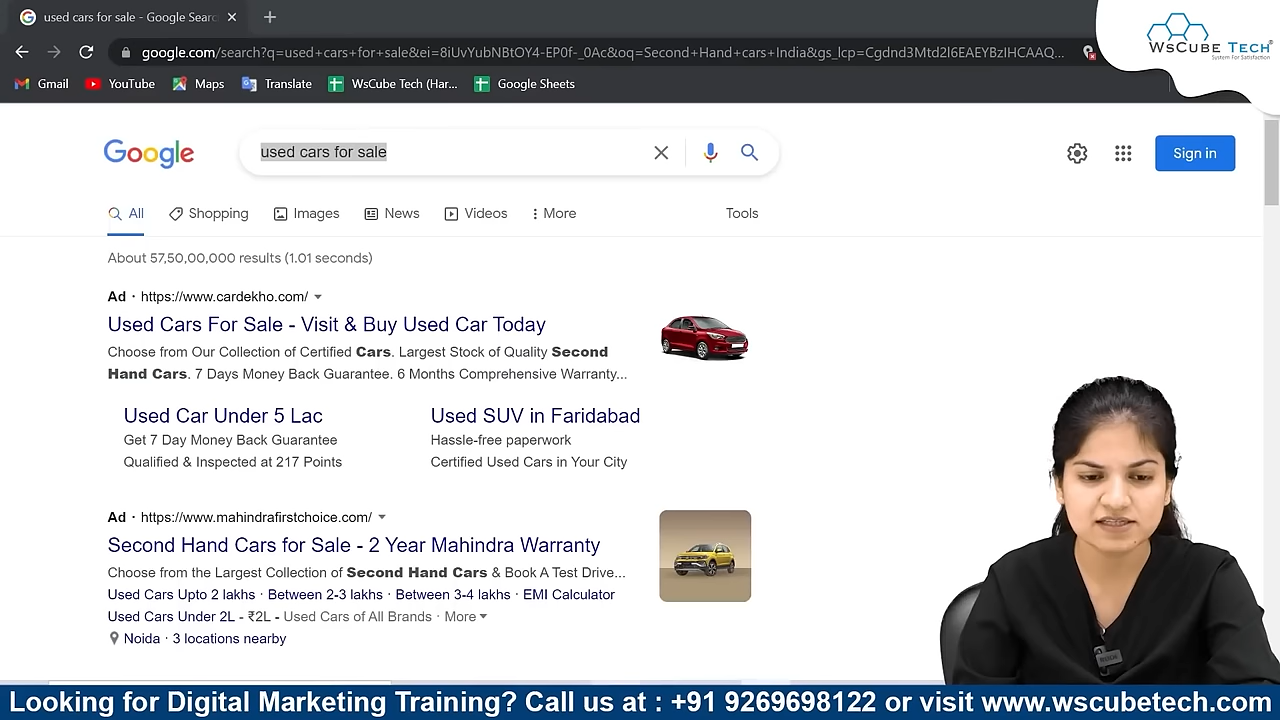 used cars for sale - Google Searc
google.com/search?q=used+cars+for+sale&ei=8iUvYobNBtOY4-EPtJ-_0Ac&oq=Second+Hand+cars+India&gs_lcp=Cgdnd3Mtd2l6EAEYBzIHCAAQ...
WsCube Tech®
System For Satisfaction
Gmail YouTube Maps Translate WsCube Tech (Har... Google Sheets
Google used cars for sale Sign in
All Shopping Images News Videos More Tools
About 57,50,00,000 results (1.01 seconds)
Ad · https://www.cardekho.com/
Used Cars For Sale - Visit & Buy Used Car Today
Choose from Our Collection of Certified Cars. Largest Stock of Quality Second
Hand Cars. 7 Days Money Back Guarantee. 6 Months Comprehensive Warranty...
Used Car Under 5 Lac Used SUV in Faridabad
Get 7 Day Money Back Guarantee Hassle-free paperwork
Qualified & Inspected at 217 Points Certified Used Cars in Your City
Ad · https://www.mahindrafirstchoice.com/
Second Hand Cars for Sale - 2 Year Mahindra Warranty
Choose from the Largest Collection of Second Hand Cars & Book A Test Drive...
Used Cars Upto 2 lakhs · Between 2-3 lakhs · Between 3-4 lakhs · EMI Calculator
Used Cars Under 2L - ₹2L - Used Cars of All Brands · More
Noida · 3 locations nearby
Looking for Digital Marketing Training? Call us at : +91 9269698122 or visit www.wscubetech.com